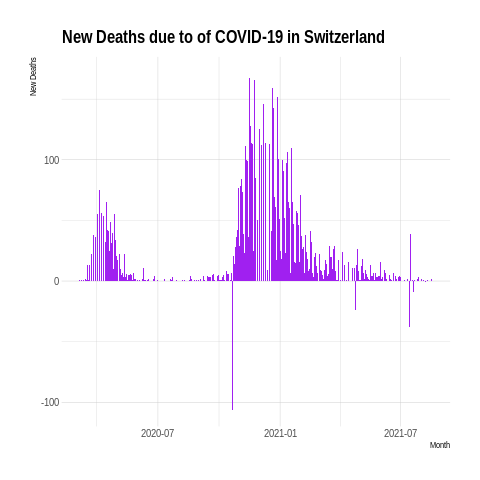 New Deaths due to of COVID-19 in Switzerland
New Deaths
100
0
-100
2020-07
2021-01
2021-07
Month